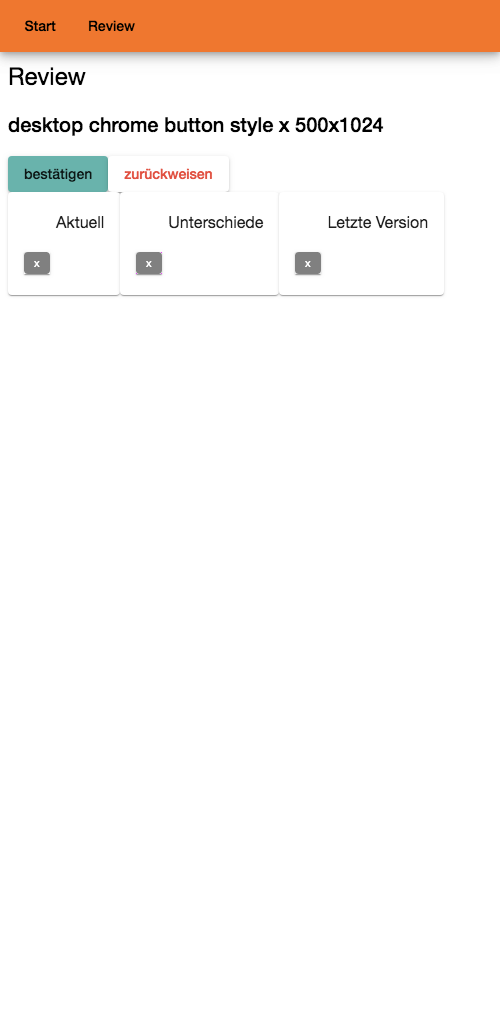 Start Review
Review
desktop chrome button style x 500x1024
bestätigen zurückweisen
Aktuell Unterschiede Letzte Version
x x x